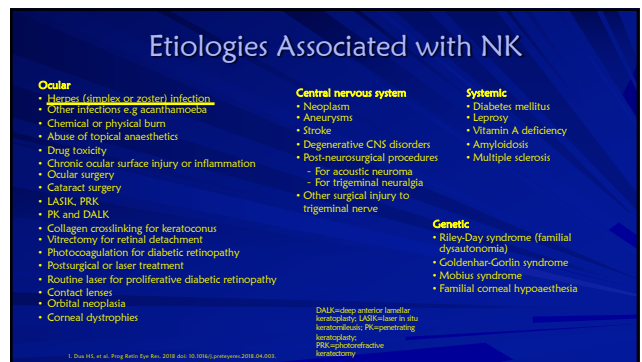 Etiologies Associated with NK
Ocular
• Herpes (simplex or zoster) infection
• Other infections e.g acanthamoeba
• Chemical or physical burn
• Abuse of topical anaesthetics
• Drug toxicity
• Chronic ocular surface injury or inflammation
• Ocular surgery
• Cataract surgery
• LASIK, PRK
• PK and DALK
• Collagen crosslinking for keratoconus
• Vitrectomy for retinal detachment
• Photocoagulation for diabetic retinopathy
• Postsurgical or laser treatment
• Routine laser for proliferative diabetic retinopathy
• Contact lenses
• Orbital neoplasia
• Corneal dystrophies
Central nervous system
• Neoplasm
• Aneurysms
• Stroke
• Degenerative CNS disorders
• Post-neurosurgical procedures
- For acoustic neuroma
- For trigeminal neuralgia
• Other surgical injury to
trigeminal nerve
Systemic
• Diabetes mellitus
• Leprosy
• Vitamin A deficiency
• Amyloidosis
• Multiple sclerosis
Genetic
• Riley-Day syndrome (familial
dysautonomia)
• Goldenhar-Gorlin syndrome
• Mobius syndrome
• Familial corneal hypoaesthesia
DALK=deep anterior lamellar
keratoplasty; LASIK=laser in situ
keratomileusis; PK=penetrating
keratoplasty;
PRK=photorefractive
keratectomy
1. Dua HS, et al. Prog Retin Eye Res. 2018 doi: 10.1016/j.preteyeres.2018.04.003.